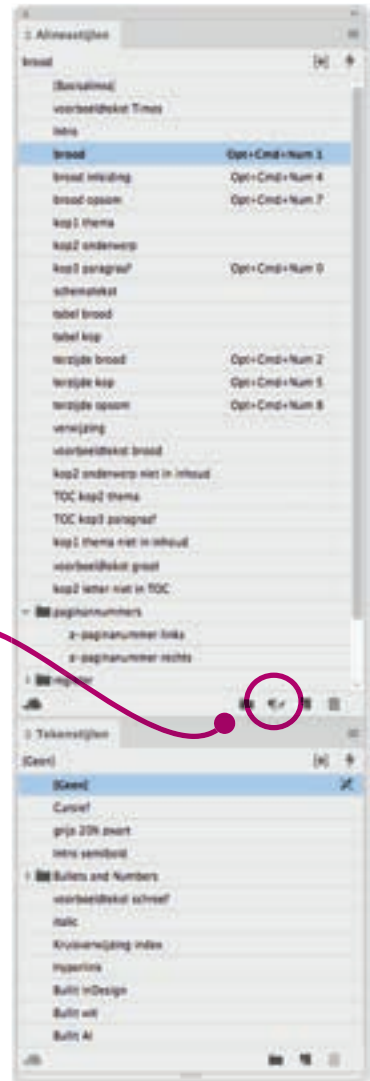 Alineastijlen
brood [a]
[Basisalinea]
voorbeeldtekst Times
Intro
brood Opt+Cmd+Num 1
brood inleiding Opt+Cmd+Num 4
brood opsom Opt+Cmd+Num 7
kop1 thema
kop2 onderwerp
kop3 paragraaf Opt+Cmd+Num 0
schematekst
tabel brood
tabel kop
terzijde brood Opt+Cmd+Num 2
terzijde kop Opt+Cmd+Num 5
terzijde opsom Opt+Cmd+Num 8
verwijzing
voorbeeldtekst brood
kop2 onderwerp niet in inhoud
TOC kop2 thema
TOC kop3 paragraaf
kop1 thema niet in inhoud
voorbeeldtekst groot
kop2 letter niet in TOC
paginanummers
a-paginanummer links
a-paginanummer rechts
register
Tekenstijlen
[Geen] [a]
[Geen]
Cursief
grijs 20% zwart
intro semibold
Bullets and Numbers
voorbeeldtekst schreef
italic
Kruisverwijzing index
Hyperlink
Bullit InDesign
Bullit wit
Bullit AI